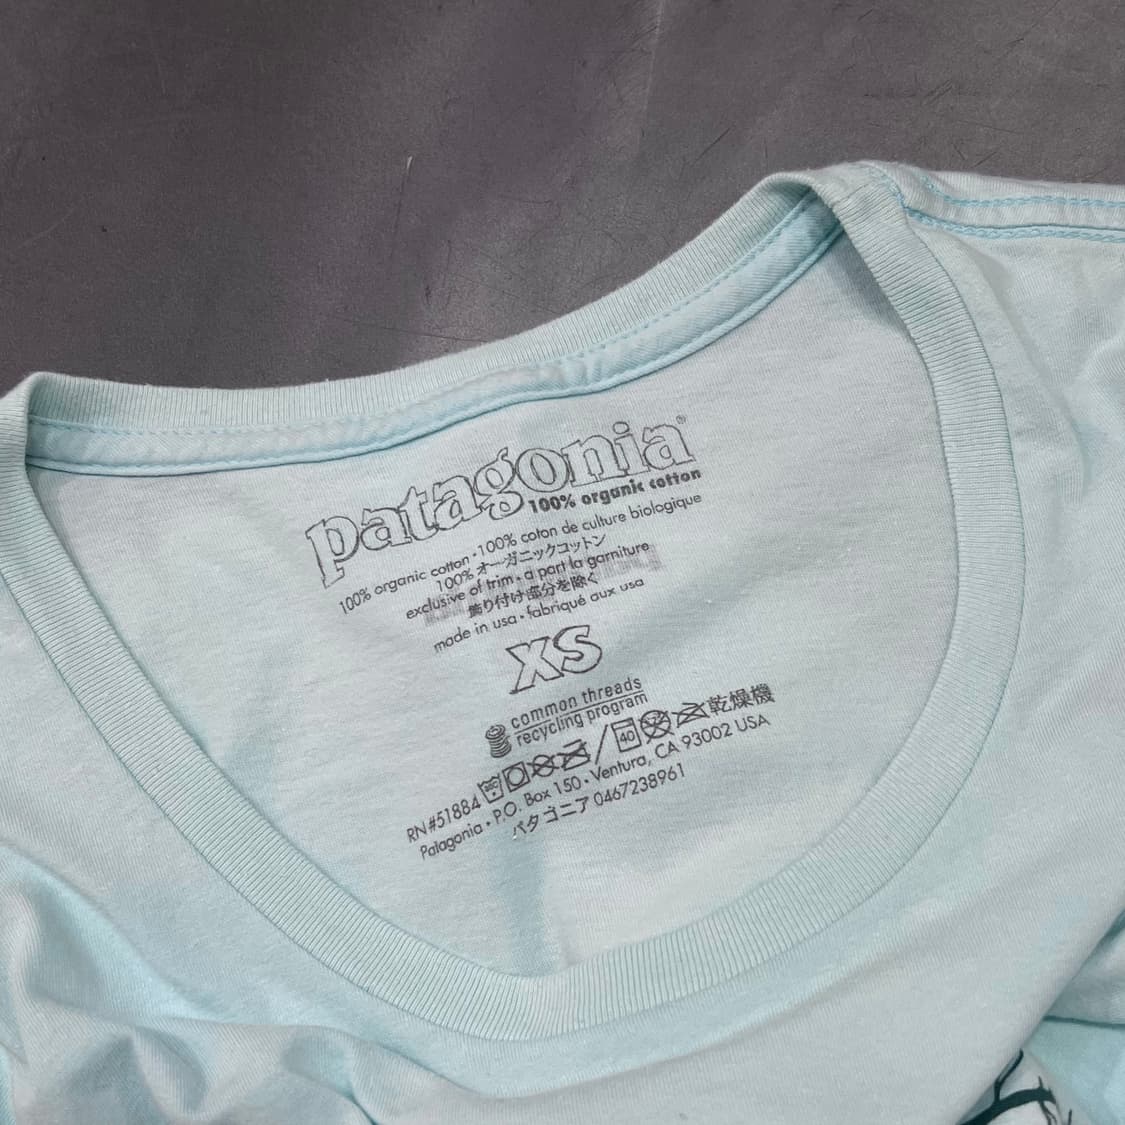 patagonia®
100% organic cotton
100% organic cotton • 100% coton de culture biologique
100% オーガニックコットン
exclusive of trim • a part la garniture
飾り付け部分を除く
made in usa • fabriqué aux usa
XS
common threads
recycling program
RN#51884 40 乾燥機
Patagonia • P.O. Box 150 • Ventura, CA 93002 USA
パタゴニア 0467238961